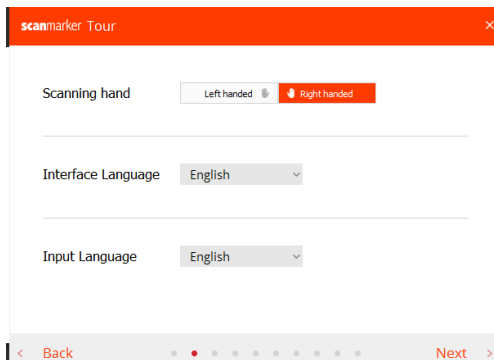 scanmarker Tour
Scanning hand Left handed Right handed
Interface Language English
Input Language English
Back Next